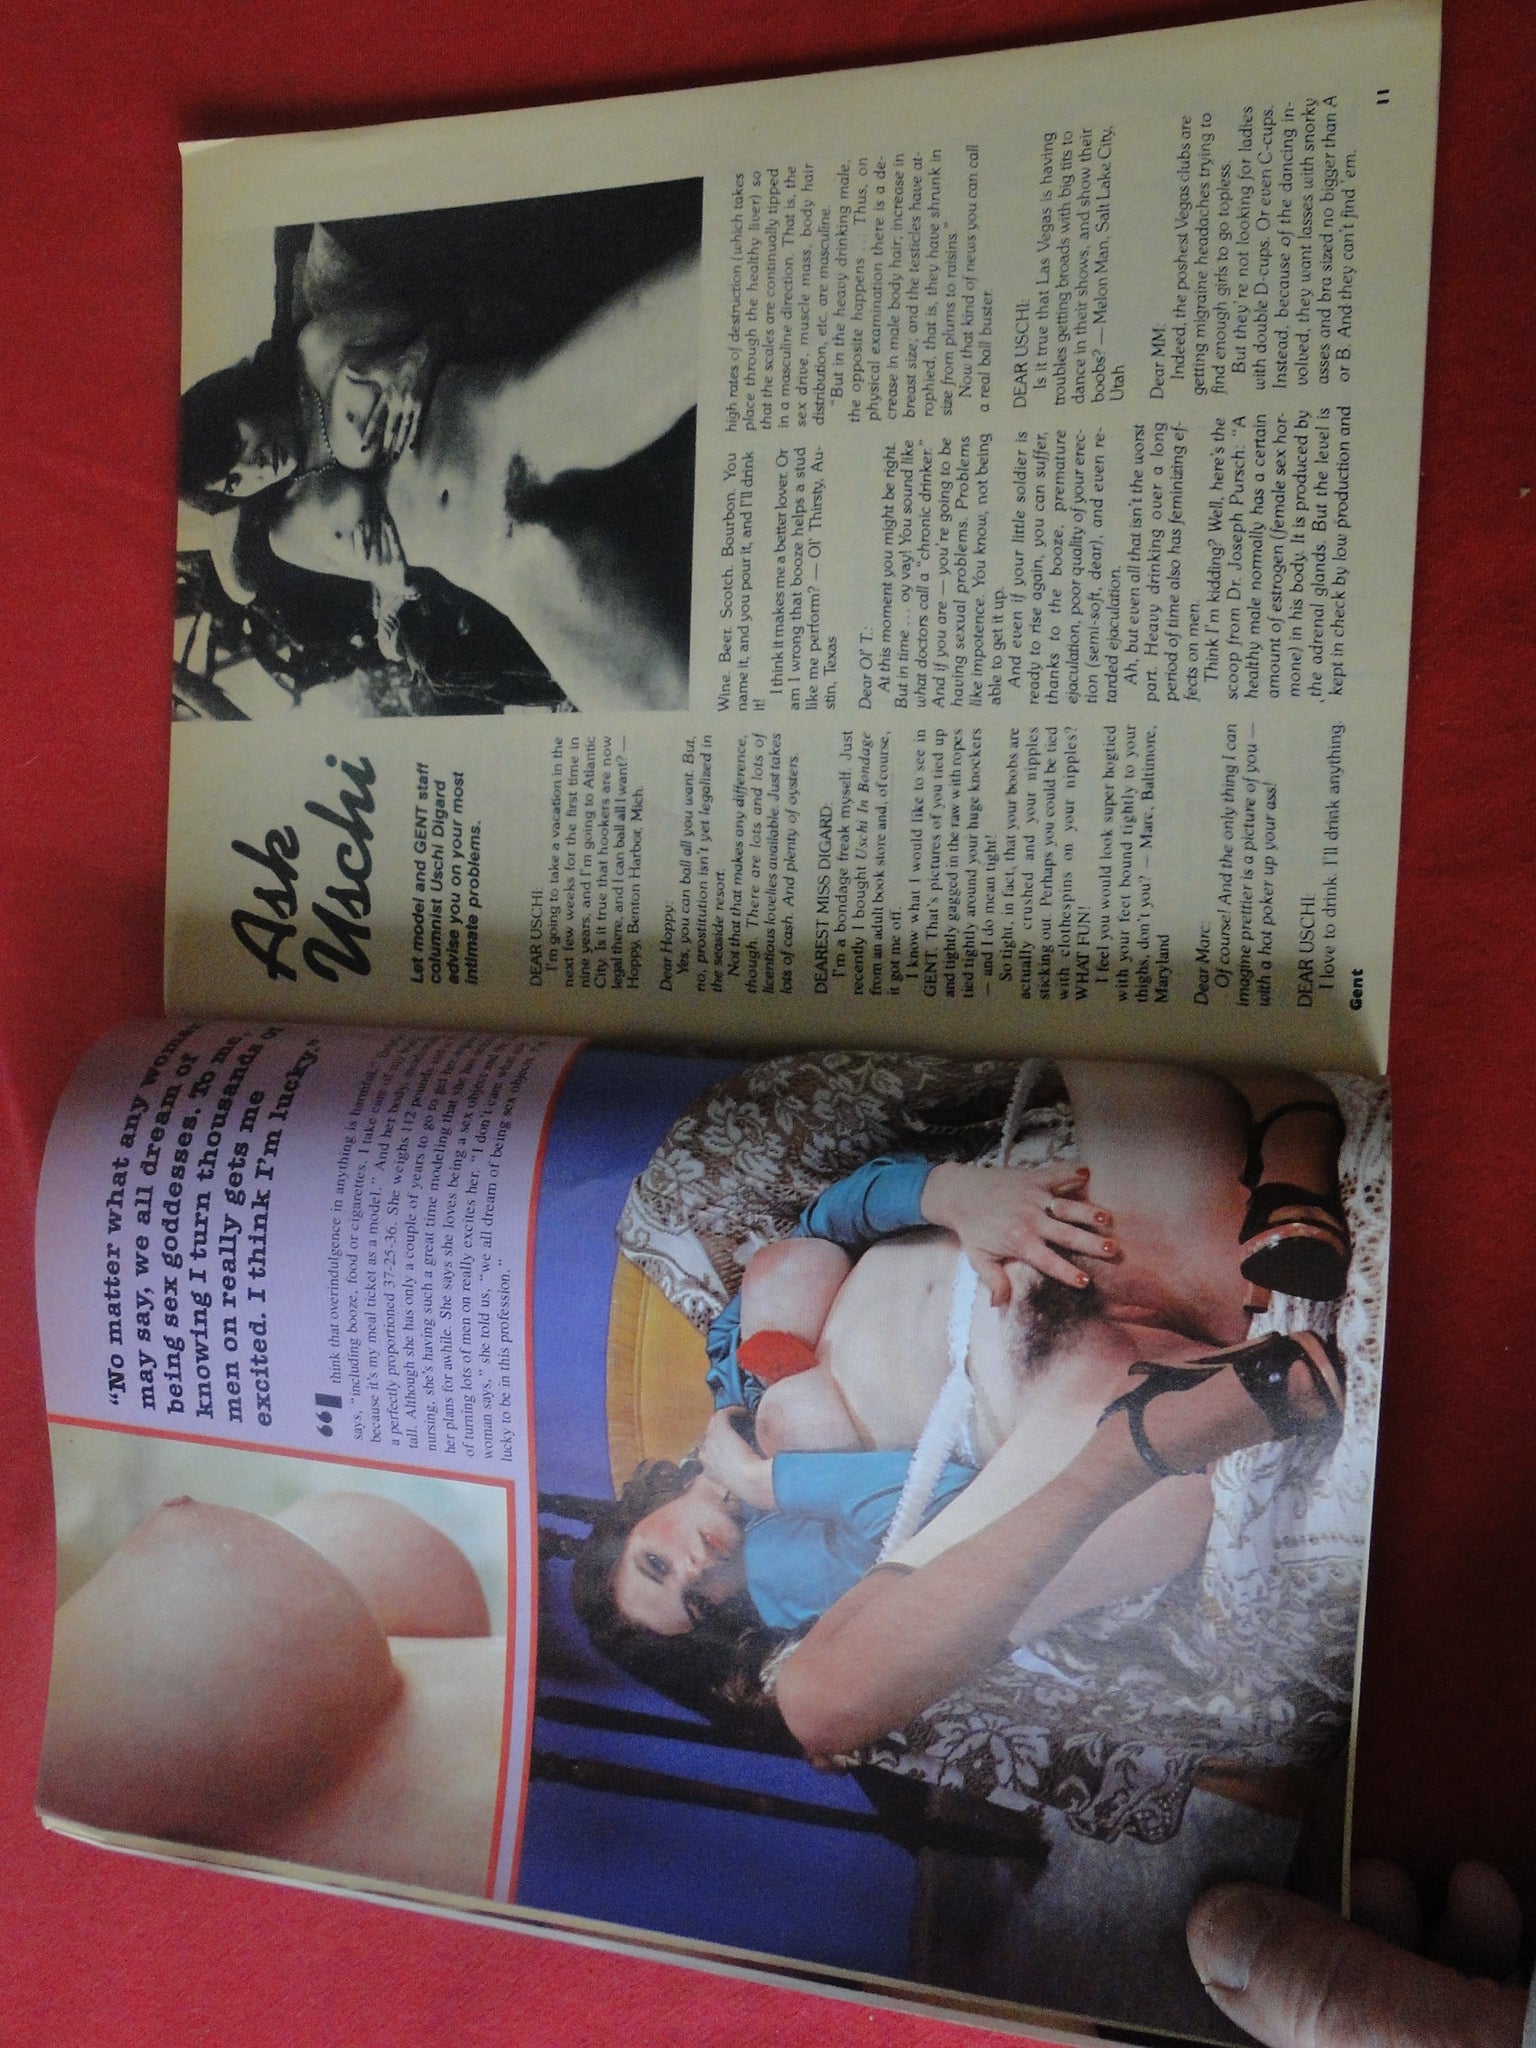 "No matter what any
may say, we all dream of
being sex goddesses. To me,
knowing I turn thousands of
men on really gets me
excited. I think I'm lucky."
"I think that overindulgence in anything is harmful,"
says, "including booze, food or cigarettes. I take care of
because it's my meal ticket as a model." And her body,
a perfectly proportioned 37-25-36. She weighs 112 pounds,
tall. Although she has only a couple of years to go to get her
nursing, she's having such a great time modeling that she
her plans for awhile. She says she loves being a sex object and
of turning lots of men on really excites her. "I don't care what any
woman says," she told us, "we all dream of being sex objects.
lucky to be in this profession."
Ask
Uschi
Let model and GENT staff
columnist Uschi Digard
advise you on your most
intimate problems.
DEAR USCHI:
I'm going to take a vacation in the
next few weeks for the first time in
nine years, and I'm going to Atlantic
City. Is it true that hookers are now
legal there, and I can ball all I want? —
Hoppy, Benton Harbor, Mich.
Dear Hoppy:
Yes, you can ball all you want. But,
no, prostitution isn't yet legalized in
the seaside resort.
Not that that makes any difference,
though. There are lots and lots of
licentious lovelies available. Just takes
lots of cash. And plenty of oysters.
DEAREST MISS DIGARD:
I'm a bondage freak myself. Just
recently I bought Uschi In Bondage
from an adult book store and, of course,
it got me off.
I know what I would like to see in
GENT. That's pictures of you tied up
and tightly gagged in the raw with ropes
tied tightly around your huge knockers
— and I do mean tight!
So tight, in fact, that your boobs are
actually crushed and your nipples
sticking out. Perhaps you could be tied
with clothespins on your nipples?
WHAT FUN!
I feel you would look super hogtied
with your feet bound tightly to your
thighs, don't you? — Marc, Baltimore,
Maryland
Dear Marc:
Of course! And the only thing I can
imagine prettier is a picture of you —
with a hot poker up your ass!
DEAR USCHI:
I love to drink. I'll drink anything.
Wine. Beer. Scotch. Bourbon. You
name it, and you pour it, and I'll drink
it!
I think it makes me a better lover. Or
am I wrong that booze helps a stud
like me perform? — Ol' Thirsty, Au-
stin, Texas
Dear Ol' T.:
At this moment you might be right.
But in time . . . oy vay! You sound like
what doctors call a "chronic drinker."
And if you are — you're going to be
having sexual problems. Problems
like impotence. You know, not being
able to get it up.
And even if your little soldier is
ready to rise again, you can suffer,
thanks to the booze, premature
ejaculation, poor quality of your erec-
tion (semi-soft, dear), and even re-
tarded ejaculation.
Ah, but even all that isn't the worst
part. Heavy drinking over a long
period of time also has feminizing ef-
fects on men.
Think I'm kidding? Well, here's the
scoop from Dr. Joseph Pursch: "A
healthy male normally has a certain
amount of estrogen (female sex hor-
mone) in his body. It is produced by
the adrenal glands. But the level is
kept in check by low production and
high rates of destruction (which takes
place through the healthy liver) so
that the scales are continually tipped
in a masculine direction. That is, the
sex drive, muscle mass, body hair
distribution, etc. are masculine.
"But in the heavy drinking male,
the opposite happens . . . Thus, on
physical examination there is a de-
crease in male body hair; increase in
breast size; and the testicles have at-
rophied, that is, they have shrunk in
size from plums to raisins."
Now that kind of news you can call
a real ball buster.
DEAR USCHI:
Is it true that Las Vegas is having
troubles getting broads with big tits to
dance in their shows, and show their
boobs? — Melon Man, Salt Lake City,
Utah
Dear MM:
Indeed, the poshest Vegas clubs are
getting migraine headaches trying to
find enough girls to go topless.
But they're not looking for ladies
with double D-cups. Or even C-cups.
Instead, because of the dancing in-
volved, they want lasses with snorky
asses and bra sized no bigger than A
or B. And they can't find 'em.
Gent
11